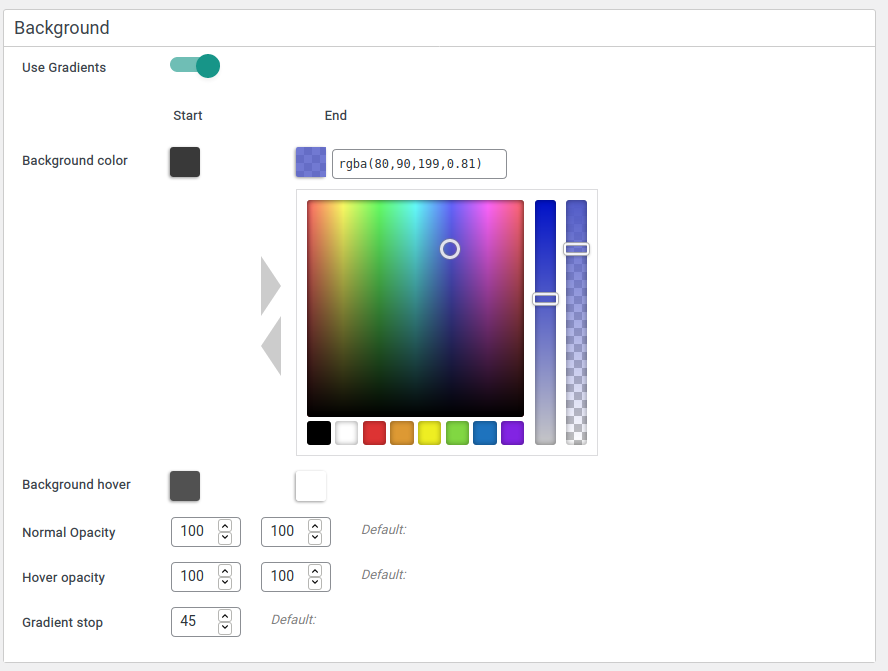 Background
Use Gradients
Start End
Background color rgba(80,90,199,0.81)
Background hover
Normal Opacity 100 100 Default:
Hover opacity 100 100 Default:
Gradient stop 45 Default: